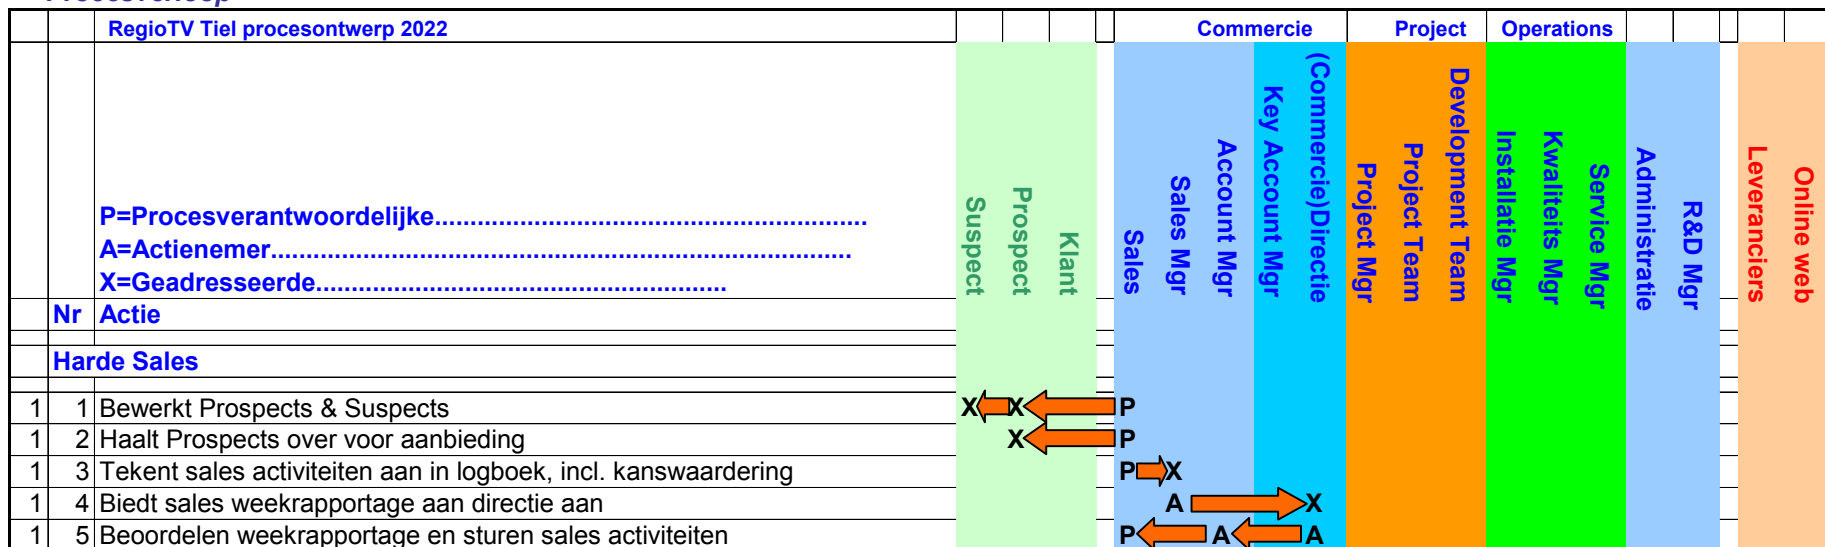 RegioTV Tiel procesontwerp 2022 Commercie Project Operations
P=Procesverantwoordelijke.............................................................
A=Actienemer..................................................................................
X=Geadresseerde..........................................................
Suspect
Prospect
Klant
Sales
Sales Mgr
Account Mgr
Key Account Mgr
(Commercie)Directie
Project Mgr
Project Team
Development Team
Installatie Mgr
Kwaliteits Mgr
Service Mgr
Administratie
R&D Mgr
Leveranciers
Online web
Nr Actie
Harde Sales
1 1 Bewerkt Prospects & Suspects X X P
1 2 Haalt Prospects over voor aanbieding X P
1 3 Tekent sales activiteiten aan in logboek, incl. kanswaardering P X
1 4 Biedt sales weekrapportage aan directie aan A X
1 5 Beoordelen weekrapportage en sturen sales activiteiten P A A